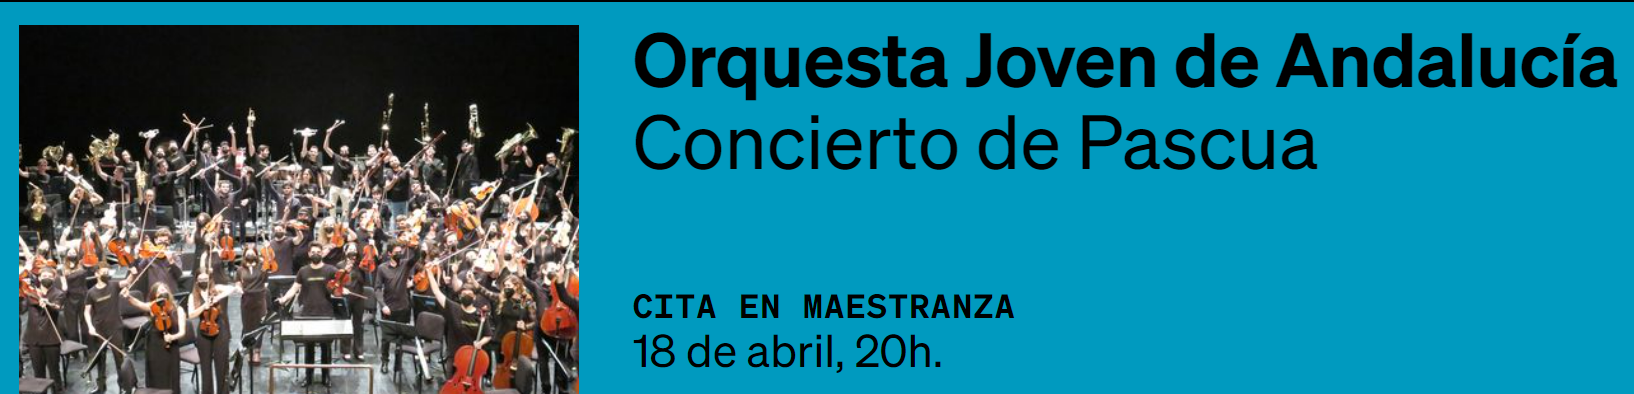 Orquesta Joven de Andalucía
Concierto de Pascua
CITA EN MAESTRANZA
18 de abril, 20h.